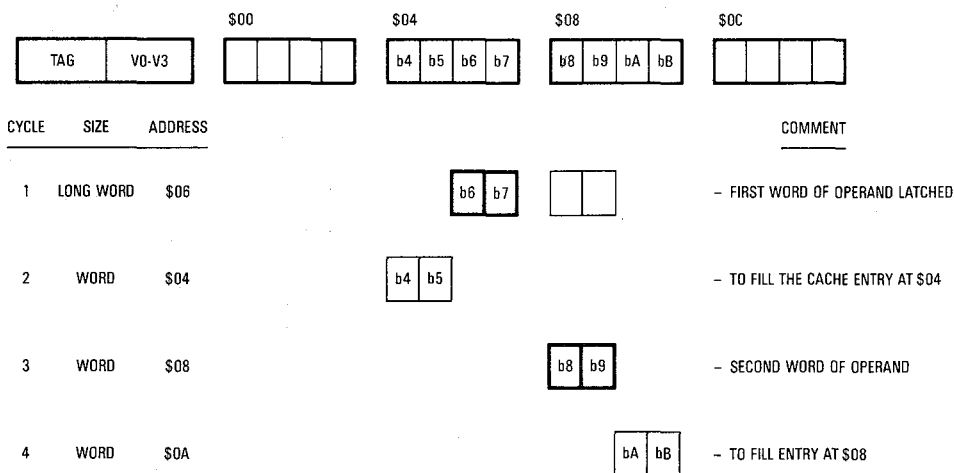 $00 $04 $08 $0C
TAG V0-V3 b4 b5 b6 b7 b8 b9 bA bB
CYCLE SIZE ADDRESS COMMENT
1 LONG WORD $06 b6 b7 – FIRST WORD OF OPERAND LATCHED
2 WORD $04 b4 b5 – TO FILL THE CACHE ENTRY AT $04
3 WORD $08 b8 b9 – SECOND WORD OF OPERAND
4 WORD $0A bA bB – TO FILL ENTRY AT $08